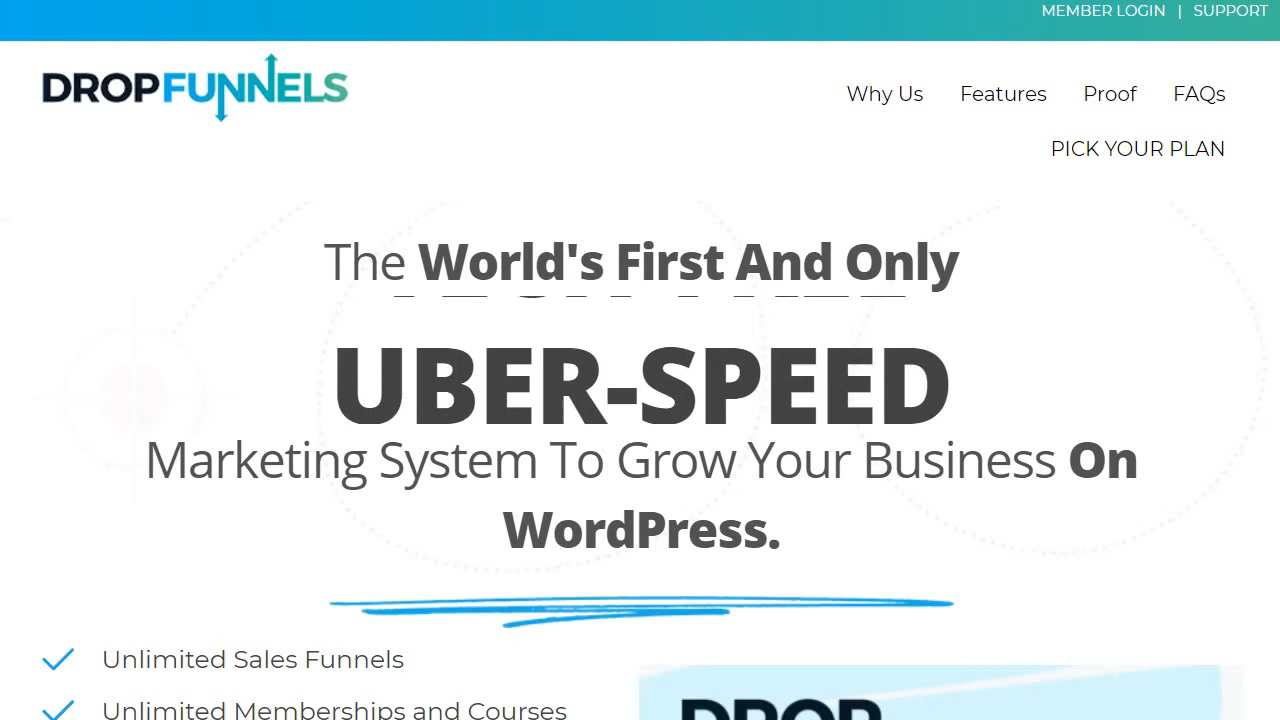 MEMBER LOGIN | SUPPORT
DROPFUNNELS
Why Us Features Proof FAQs
PICK YOUR PLAN
The World's First And Only
UBER-SPEED
Marketing System To Grow Your Business On
WordPress.
Unlimited Sales Funnels
Unlimited Memberships and Courses
DROP